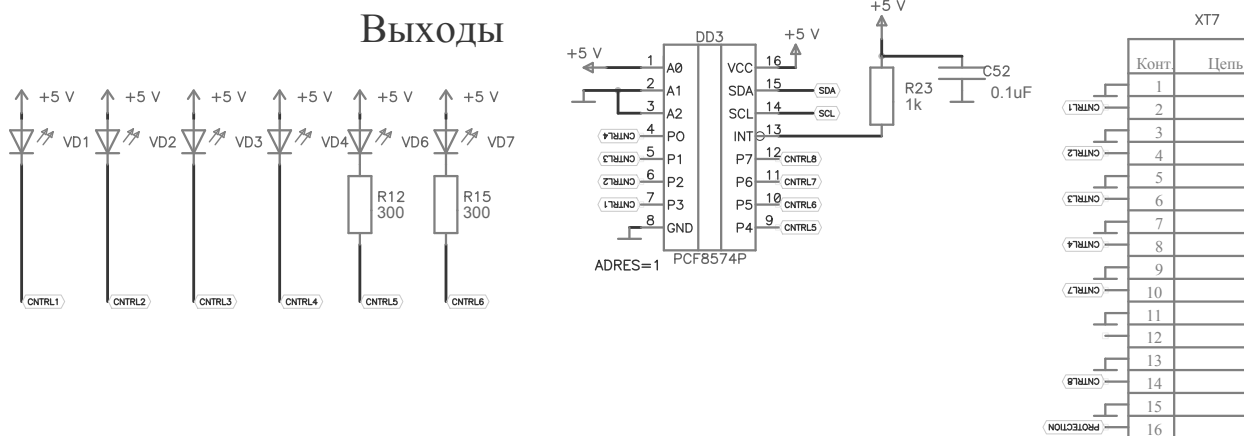 Выходы
+5 V
+5 V
+5 V
+5 V
+5 V
+5 V
VD1
VD2
VD3
VD4
VD6
VD7
R12
300
R15
300
CNTRL1
CNTRL2
CNTRL3
CNTRL4
CNTRL5
CNTRL6
DD3
+5 V
+5 V
1 A0
2 A1
3 A2
CNTRL4 4 P0
CNTRL3 5 P1
CNTRL2 6 P2
CNTRL1 7 P3
8 GND
VCC 16
SDA 15 SDA
SCL 14 SCL
INT 13
P7 12 CNTRL8
P6 11 CNTRL7
P5 10 CNTRL6
P4 9 CNTRL5
ADRES=1
PCF8574P
+5 V
R23
1k
C52
0.1uF
XT7
Конт. Цепь
1
CNTRL1 2
3
CNTRL2 4
5
CNTRL3 6
7
CNTRL4 8
9
CNTRL7 10
11
12
13
CNTRL8 14
15
PROTECTION 16